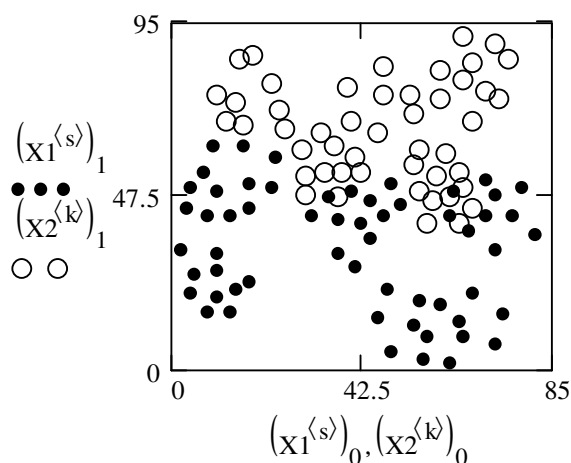 95
(X1⟨s⟩)1
47.5
(X2⟨k⟩)1
0
0 42.5 85
(X1⟨s⟩)0,(X2⟨k⟩)0